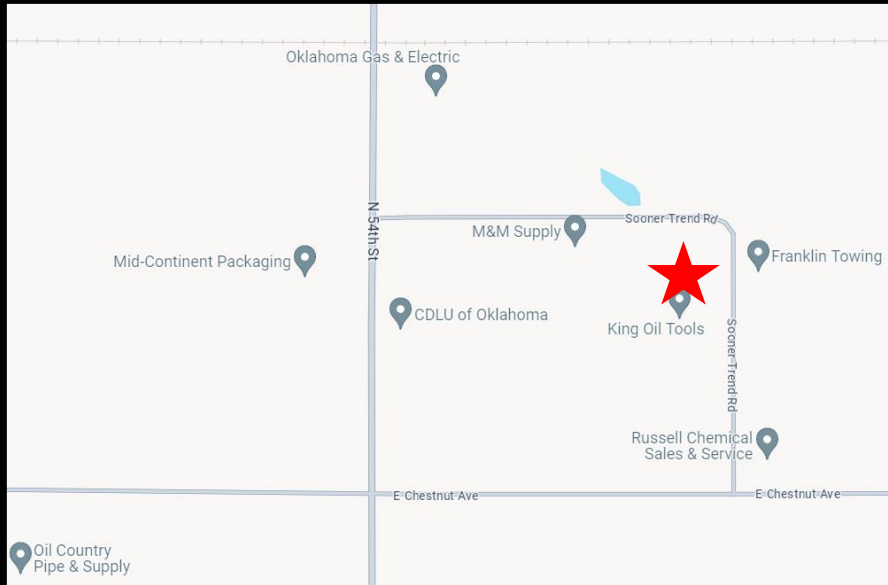 Oklahoma Gas & Electric
N 54th St
Sooner Trend Rd
M&M Supply
Mid-Continent Packaging
Franklin Towing
CDLU of Oklahoma
King Oil Tools
Sooner Trend Rd
Russell Chemical
Sales & Service
E Chestnut Ave
E Chestnut Ave
Oil Country
Pipe & Supply